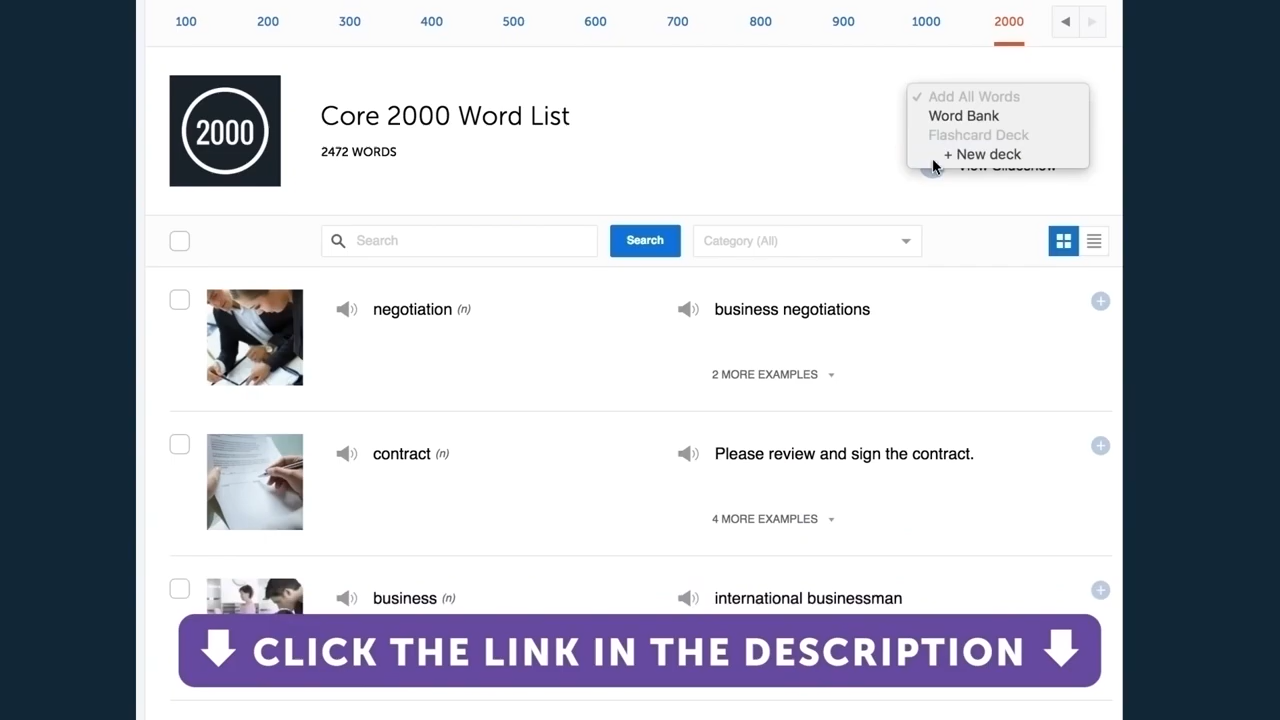 100 200 300 400 500 600 700 800 900 1000 2000
2000
Core 2000 Word List
2472 WORDS
Add All Words
Word Bank
Flashcard Deck
+ New deck
View Slideshow
Search
Search
Category (All)
negotiation (n)
business negotiations
2 MORE EXAMPLES
contract (n)
Please review and sign the contract.
4 MORE EXAMPLES
business (n)
international businessman
CLICK THE LINK IN THE DESCRIPTION